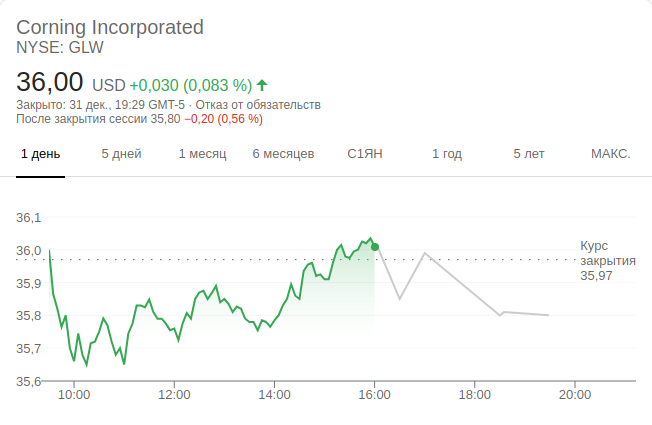 Corning Incorporated
NYSE: GLW
36,00 USD +0,030 (0,083 %)
Закрыто: 31 дек., 19:29 GMT-5 · Отказ от обязательств
После закрытия сессии 35,80 −0,20 (0,56 %)
1 день 5 дней 1 месяц 6 месяцев С1ЯН 1 год 5 лет МАКС.
36,1
36,0
35,9
35,8
35,7
35,6
Курс
закрытия
35,97
10:00 12:00 14:00 16:00 18:00 20:00